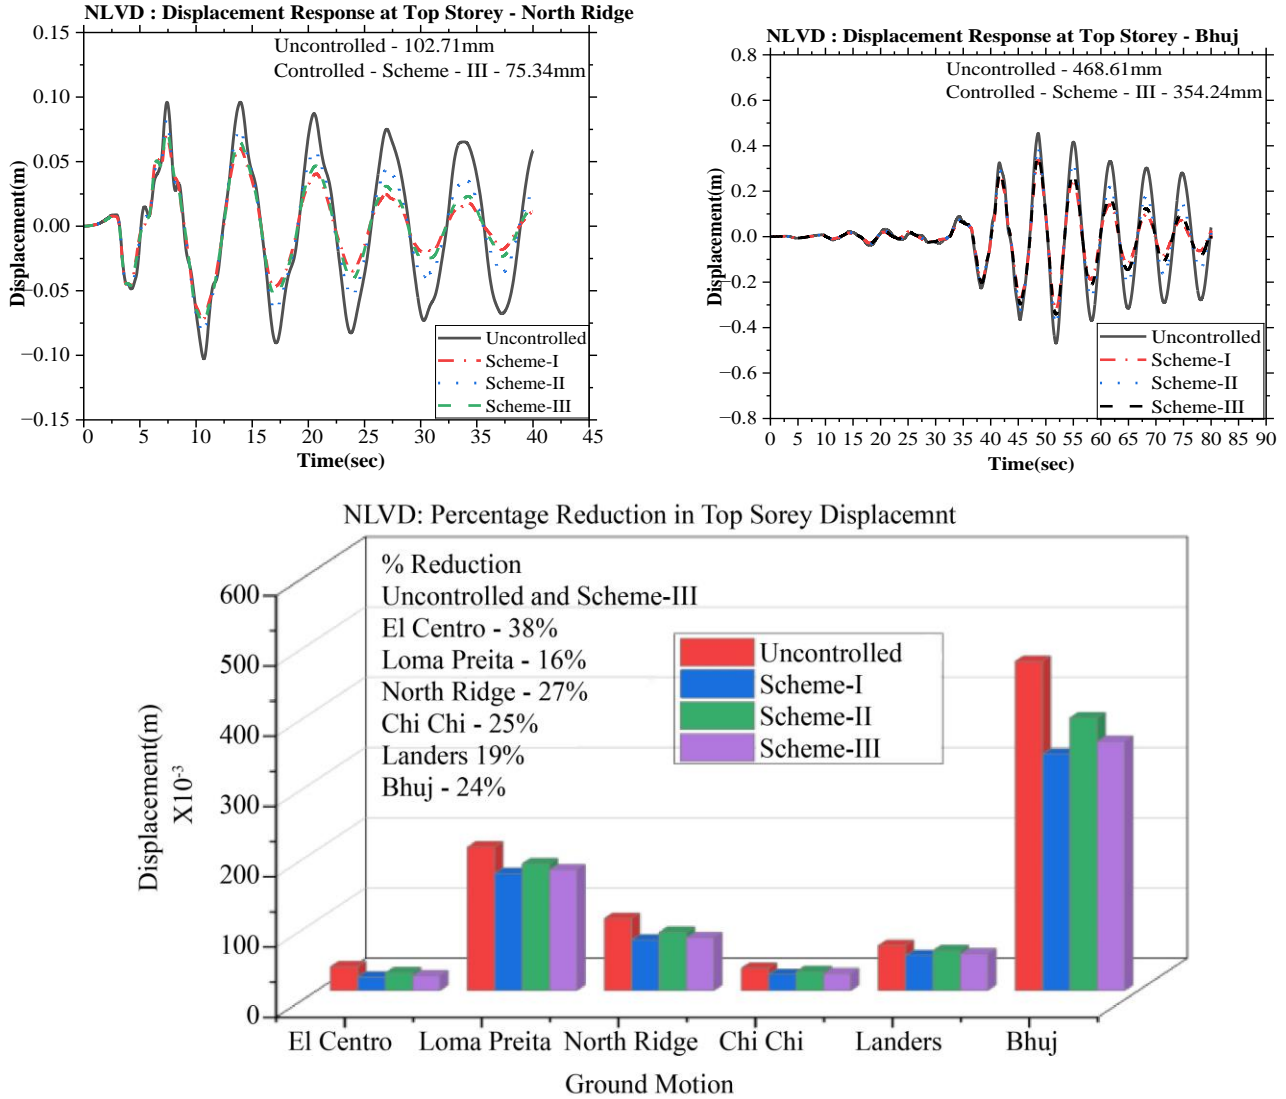 NLVD : Displacement Response at Top Storey - North Ridge
Uncontrolled - 102.71mm
Controlled - Scheme - III - 75.34mm
Displacement(m)
0.15
0.10
0.05
0.00
−0.05
−0.10
−0.15
Uncontrolled
Scheme-I
Scheme-II
Scheme-III
0 5 10 15 20 25 30 35 40 45
Time(sec)
NLVD : Displacement Response at Top Storey - Bhuj
Uncontrolled - 468.61mm
Controlled - Scheme - III - 354.24mm
Displacement(m)
0.8
0.6
0.4
0.2
0.0
−0.2
−0.4
−0.6
−0.8
Uncontrolled
Scheme-I
Scheme-II
Scheme-III
0 5 10 15 20 25 30 35 40 45 50 55 60 65 70 75 80 85 90
Time(sec)
NLVD: Percentage Reduction in Top Sorey Displacemnt
% Reduction
Uncontrolled and Scheme-III
El Centro - 38%
Loma Preita - 16%
North Ridge - 27%
Chi Chi - 25%
Landers 19%
Bhuj - 24%
Uncontrolled
Scheme-I
Scheme-II
Scheme-III
Displacement(m)
X10-3
600
500
400
300
200
100
0
El Centro Loma Preita North Ridge Chi Chi Landers Bhuj
Ground Motion